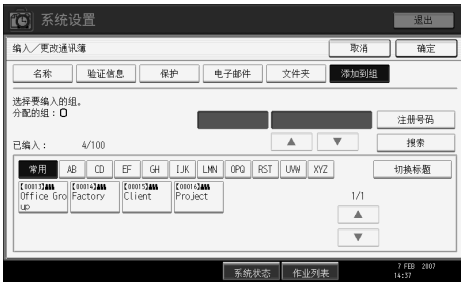 系统设置
退出
编入／更改通讯簿
取消
确定
名称
验证信息
保护
电子邮件
文件夹
添加到组
选择要编入的组。
分配的组：0
注册号码
已编入： 4/100
▲
▼
搜索
常用 AB CD EF GH IJK LMN OPQ RST UVW XYZ
切换标题
【00013】 【00014】 【00015】 【00016】
Office Gro Factory Client Project
up
1/1
▲
▼
系统状态
作业列表
7 FEB 2007
14:37